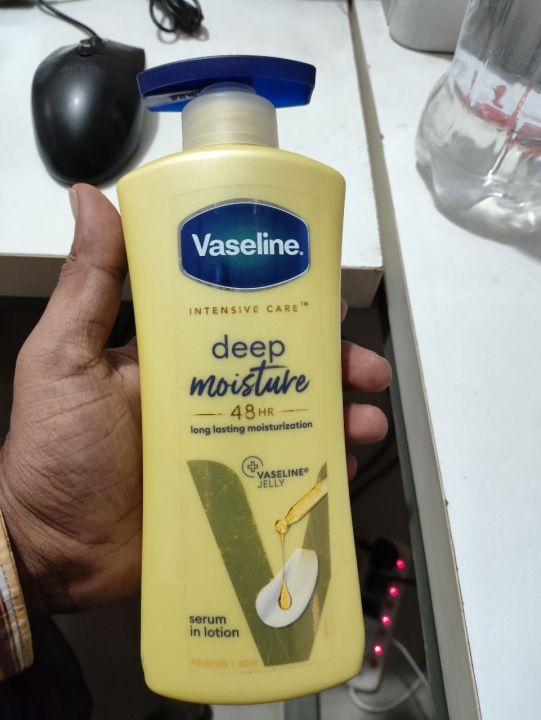 Vaseline®
INTENSIVE CARE™
deep
moisture
48 HR
long lasting moisturization
VASELINE®
JELLY
serum
in lotion